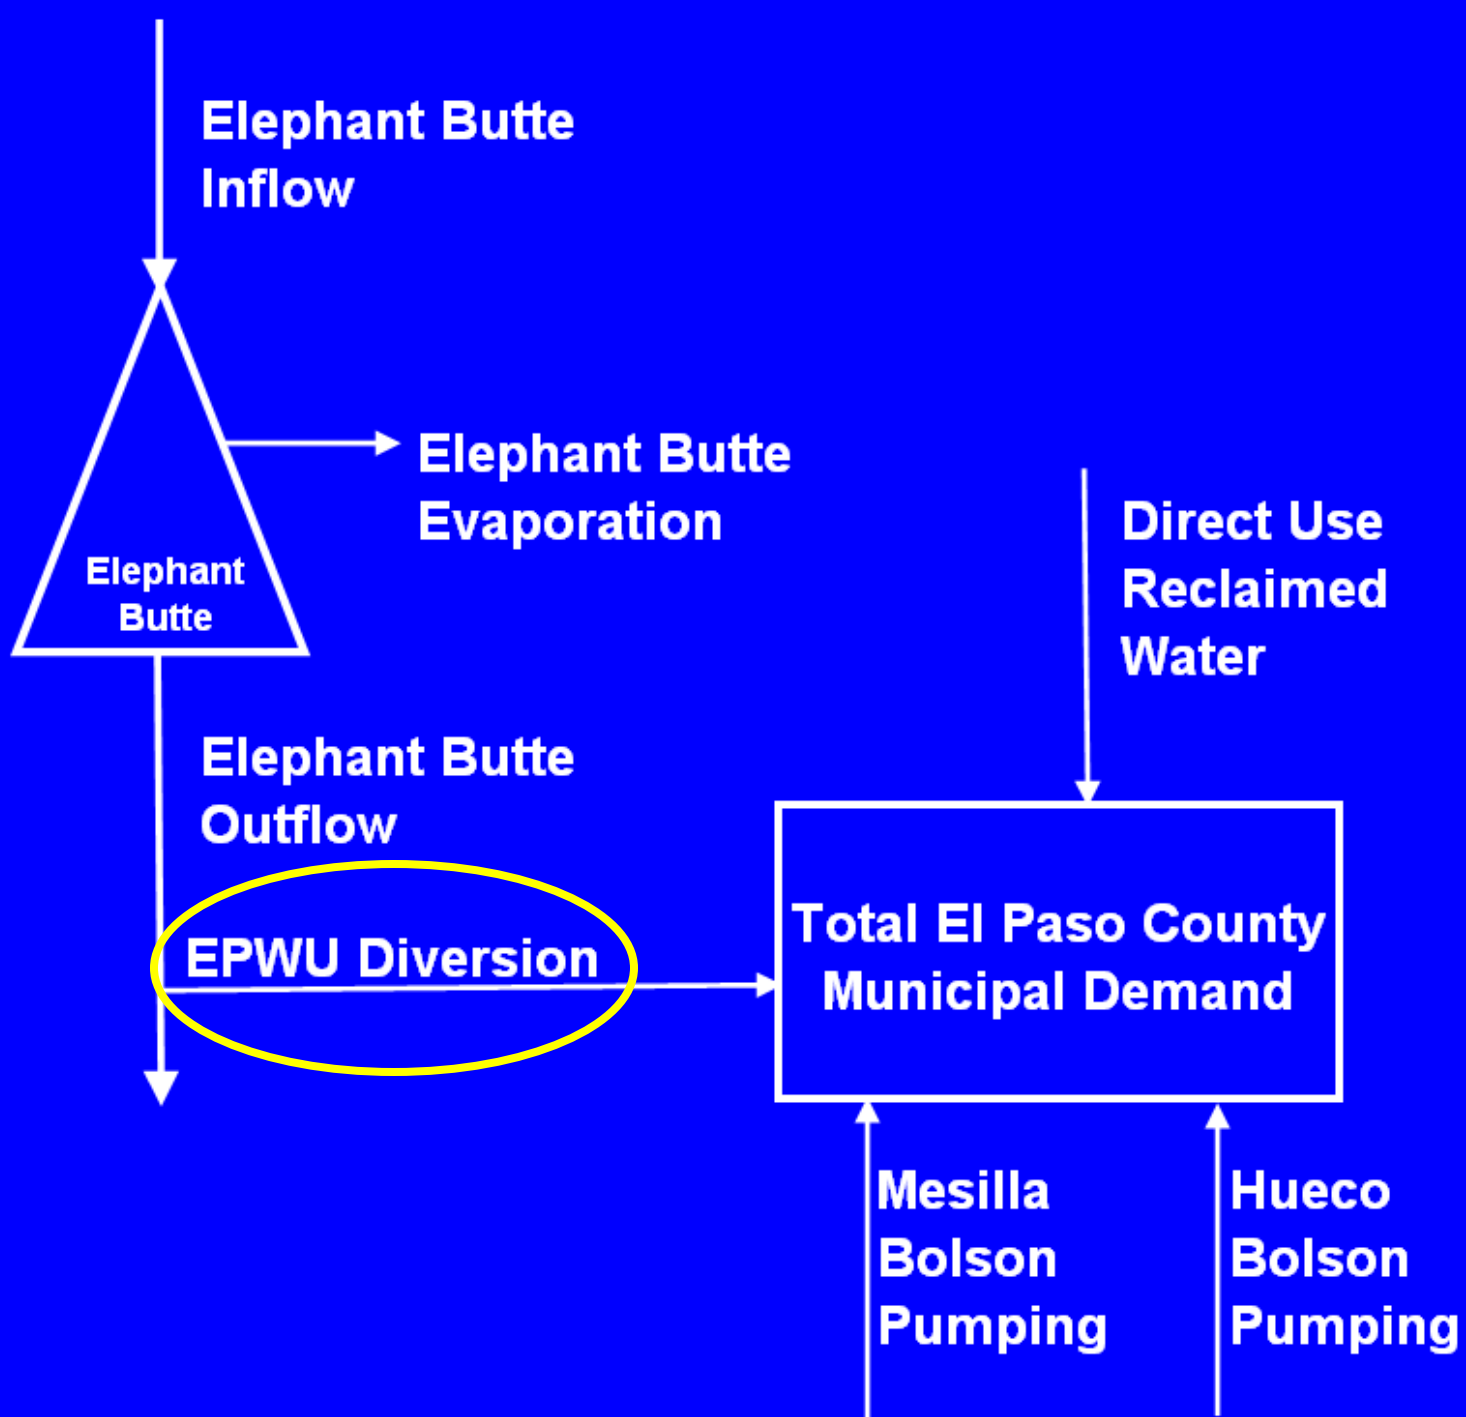 Elephant Butte
Inflow
Elephant Butte
Evaporation
Elephant
Butte
Direct Use
Reclaimed
Water
Elephant Butte
Outflow
EPWU Diversion
Total El Paso County
Municipal Demand
Mesilla
Bolson
Pumping
Hueco
Bolson
Pumping